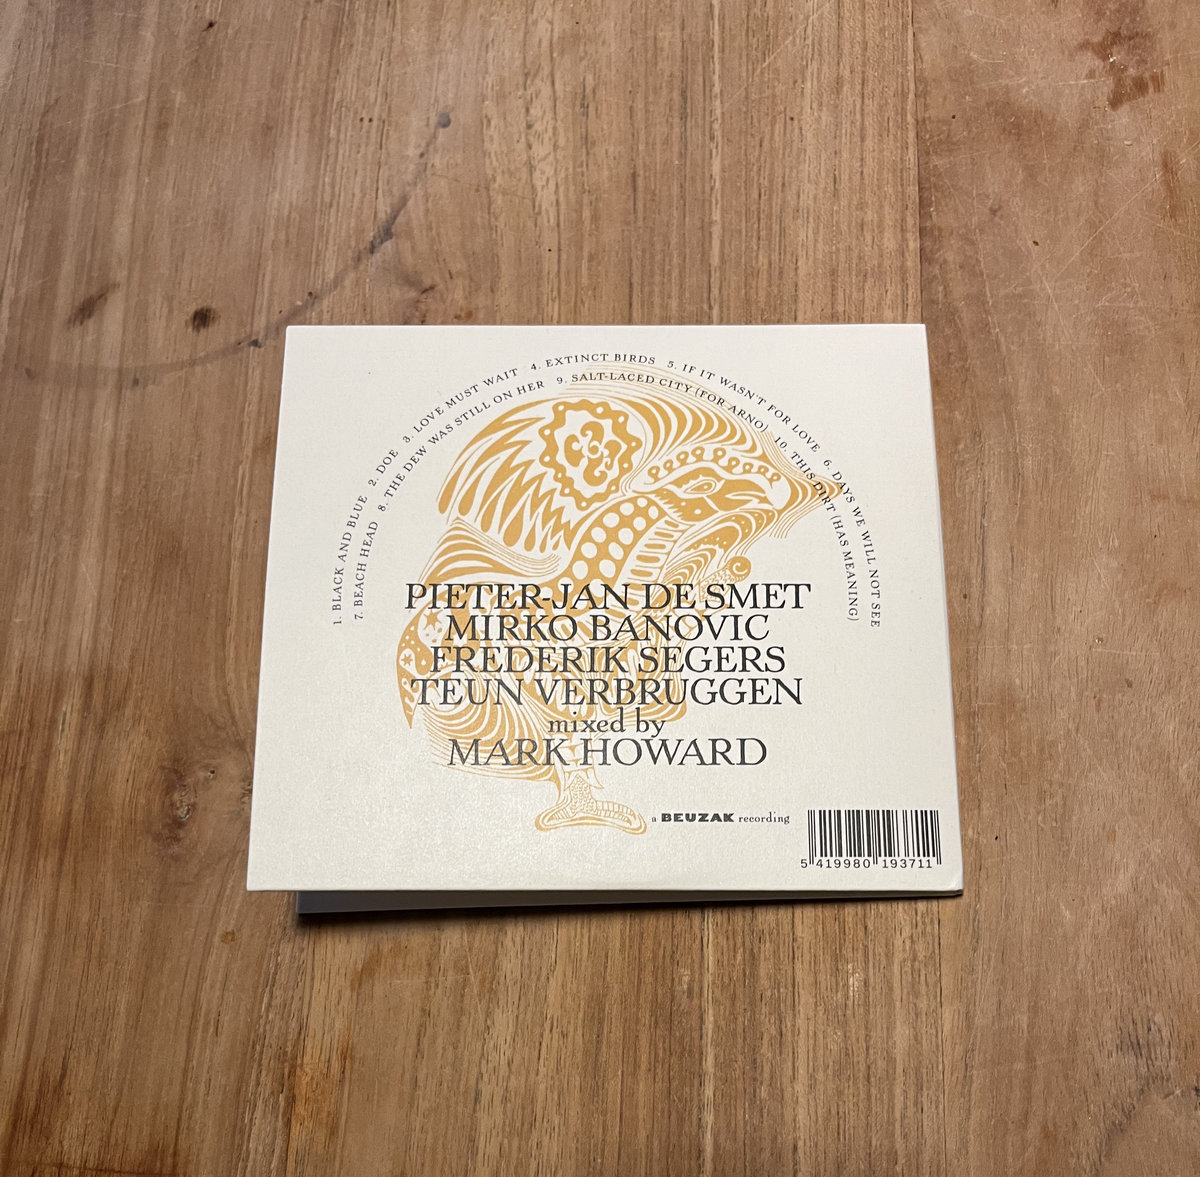 1. BLACK AND BLUE 2. DOE 3. LOVE MUST WAIT 4. EXTINCT BIRDS 5. IF IT WASN'T FOR LOVE 6. DAYS WE WILL NOT SEE
7. BEACH HEAD 8. THE DEW WAS STILL ON HER 9. SALT-LACED CITY (FOR ARNO) 10. THIS DIRT (HAS MEANING)
PIETER-JAN DE SMET
MIRKO BANOVIC
FREDERIK SEGERS
TEUN VERBRUGGEN
mixed by
MARK HOWARD
a BEUZAK recording
5 419980 193711